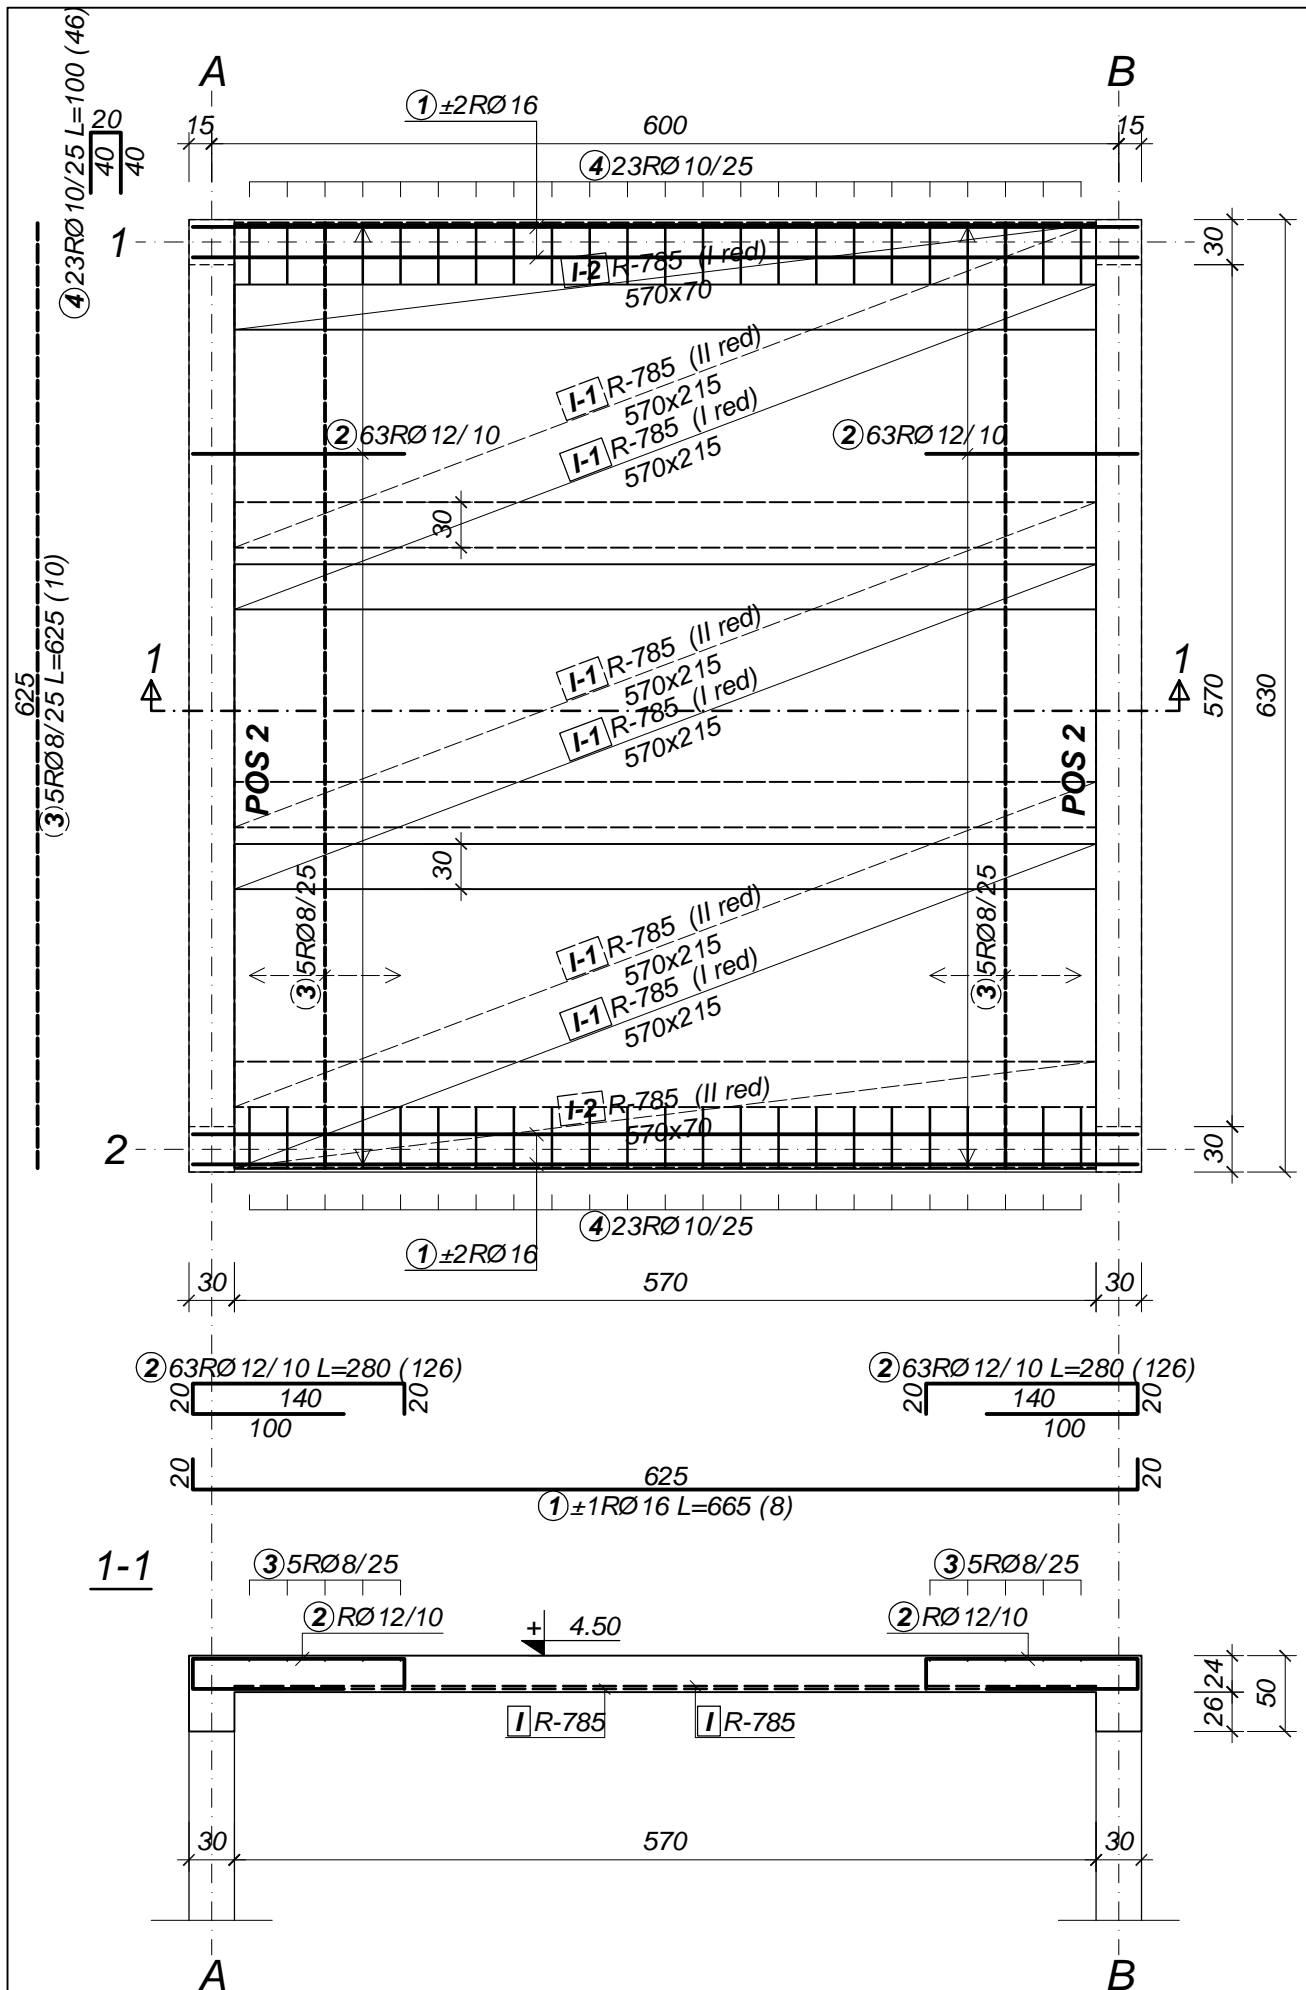 A
B
15
600
15
① ±2RØ16
④ 23RØ10/25
④ 23RØ10/25 L=100 (46)
20
40
40
1
30
I-2 R-785 (I red)
570x70
I-1 R-785 (II red)
570x215
I-1 R-785 (I red)
570x215
② 63RØ12/10
② 63RØ12/10
30
625
③ 5RØ8/25 L=625 (10)
I-1 R-785 (II red)
570x215
I-1 R-785 (I red)
570x215
1
1
570
630
POS 2
POS 2
30
③ 5RØ8/25
③ 5RØ8/25
I-1 R-785 (II red)
570x215
I-1 R-785 (I red)
570x215
I-2 R-785 (II red)
570x70
2
30
④ 23RØ10/25
① ±2RØ16
30
570
30
② 63RØ12/10 L=280 (126)
20
140
20
100
② 63RØ12/10 L=280 (126)
20
140
20
100
20
625
20
① ±1RØ16 L=665 (8)
1-1
③ 5RØ8/25
③ 5RØ8/25
② RØ12/10
+ 4.50
② RØ12/10
24
26
50
I R-785
I R-785
30
570
30
A
B